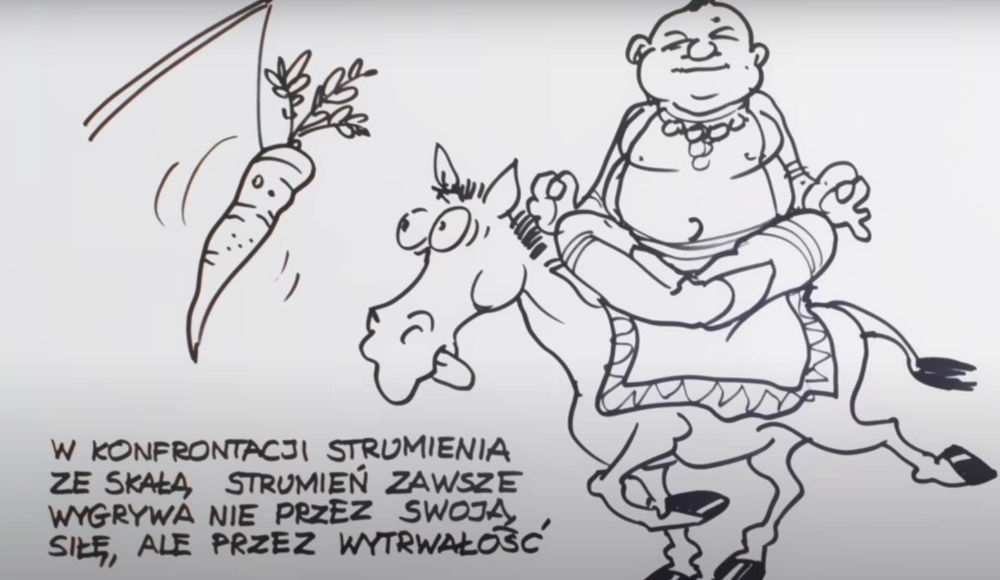 W KONFRONTACJI STRUMIENIA
ZE SKAŁĄ STRUMIEŃ ZAWSZE
WYGRYWA NIE PRZEZ SWOJĄ
SIŁĘ, ALE PRZEZ WYTRWAŁOŚĆ